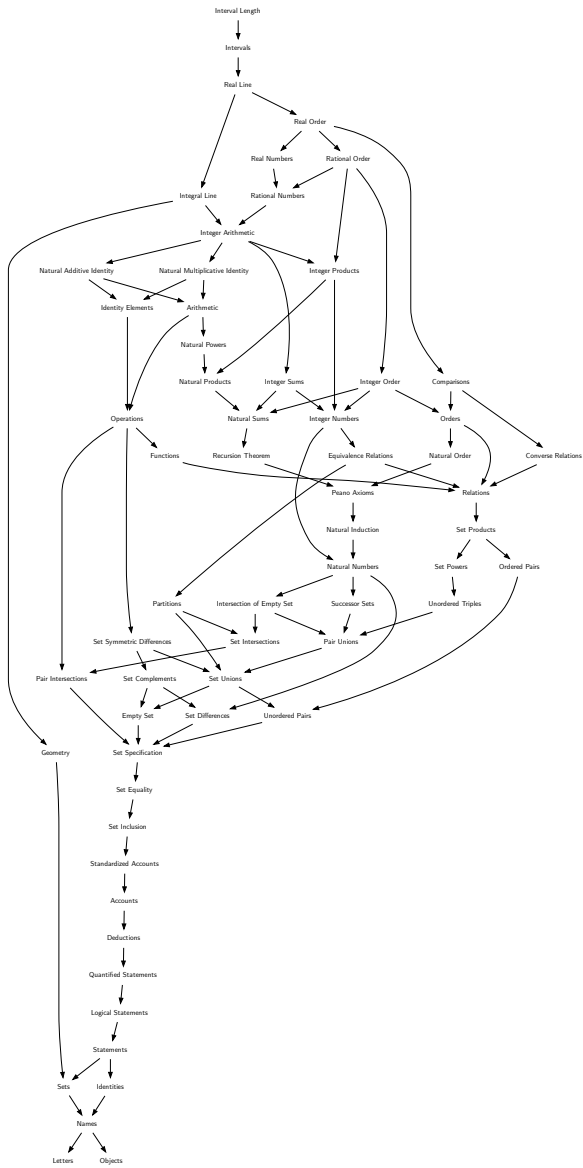 Interval Length
Intervals
Real Line
Real Order
Real Numbers
Rational Order
Integral Line
Rational Numbers
Integer Arithmetic
Natural Additive Identity
Natural Multiplicative Identity
Integer Products
Identity Elements
Arithmetic
Natural Powers
Natural Products
Integer Sums
Integer Order
Comparisons
Operations
Natural Sums
Integer Numbers
Orders
Functions
Recursion Theorem
Equivalence Relations
Natural Order
Converse Relations
Peano Axioms
Relations
Natural Induction
Set Products
Natural Numbers
Set Powers
Ordered Pairs
Partitions
Intersection of Empty Set
Successor Sets
Unordered Triples
Set Symmetric Differences
Set Intersections
Pair Unions
Pair Intersections
Set Complements
Set Unions
Empty Set
Set Differences
Unordered Pairs
Geometry
Set Specification
Set Equality
Set Inclusion
Standardized Accounts
Accounts
Deductions
Quantified Statements
Logical Statements
Statements
Sets
Identities
Names
Letters
Objects